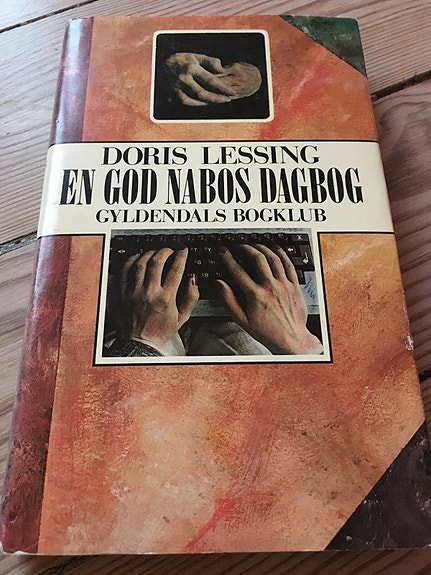 DORIS LESSING
EN GOD NABOS DAGBOG
GYLDENDALS BOGKLUB